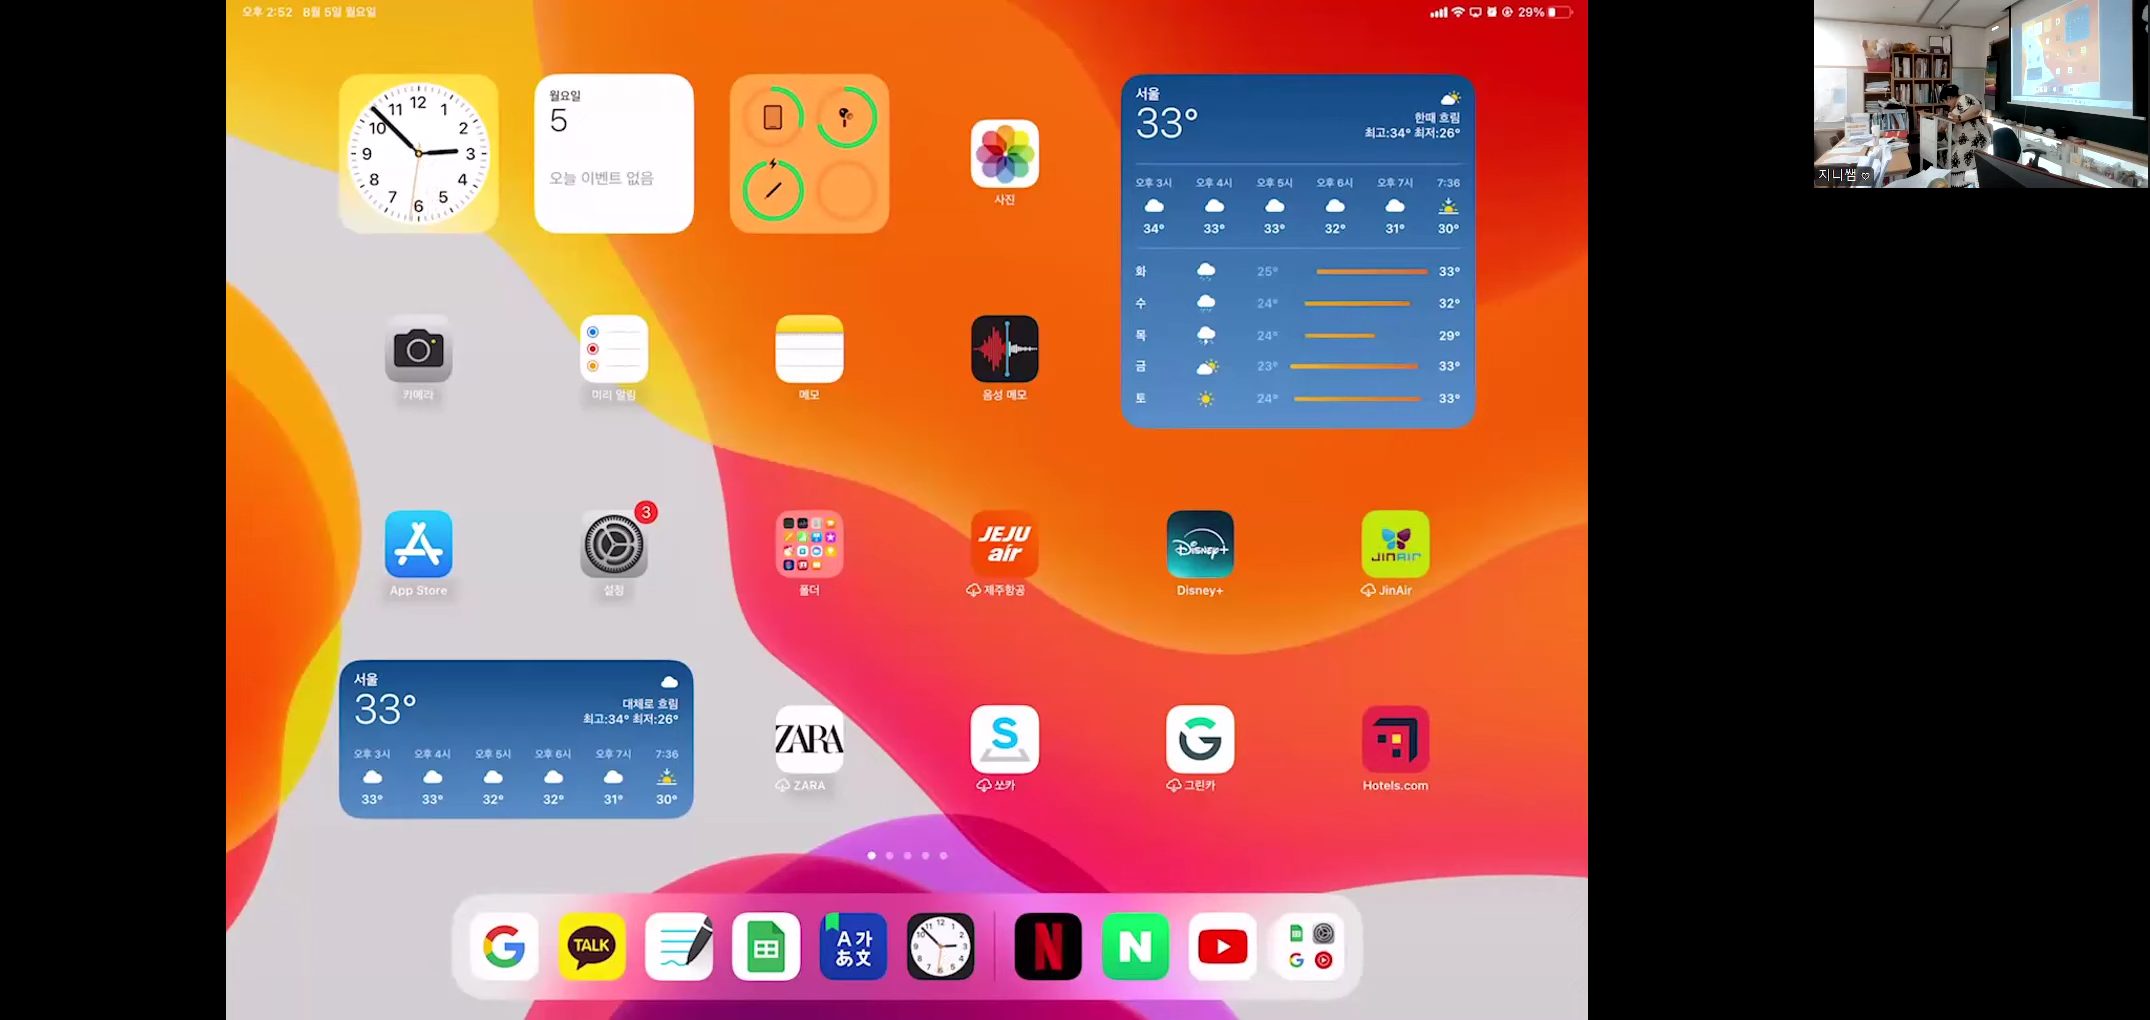 오후 2:52 8월 5일 월요일
29%
12
1
2
3
4
5
6
7
8
9
10
11
월요일
5
오늘 이벤트 없음
사진
서울
33°
한때 흐림
최고:34° 최저:26°
오후 3시 오후 4시 오후 5시 오후 6시 오후 7시 7:36
34° 33° 33° 32° 31° 30°
화 25° 33°
수 24° 32°
목 24° 29°
금 23° 33°
토 24° 33°
카메라
미리 알림
메모
음성 메모
3
JEJU
air
Disney+
JINAIR
App Store
설정
폴더
제주항공
Disney+
JinAir
서울
33°
대체로 흐림
최고:34° 최저:26°
오후 3시 오후 4시 오후 5시 오후 6시 오후 7시 7:36
33° 33° 32° 32° 31° 30°
ZARA
S
G
ZARA
쏘카
그린카
Hotels.com
G
TALK
A 가
あ 文
N
N
지니쌤 ♡